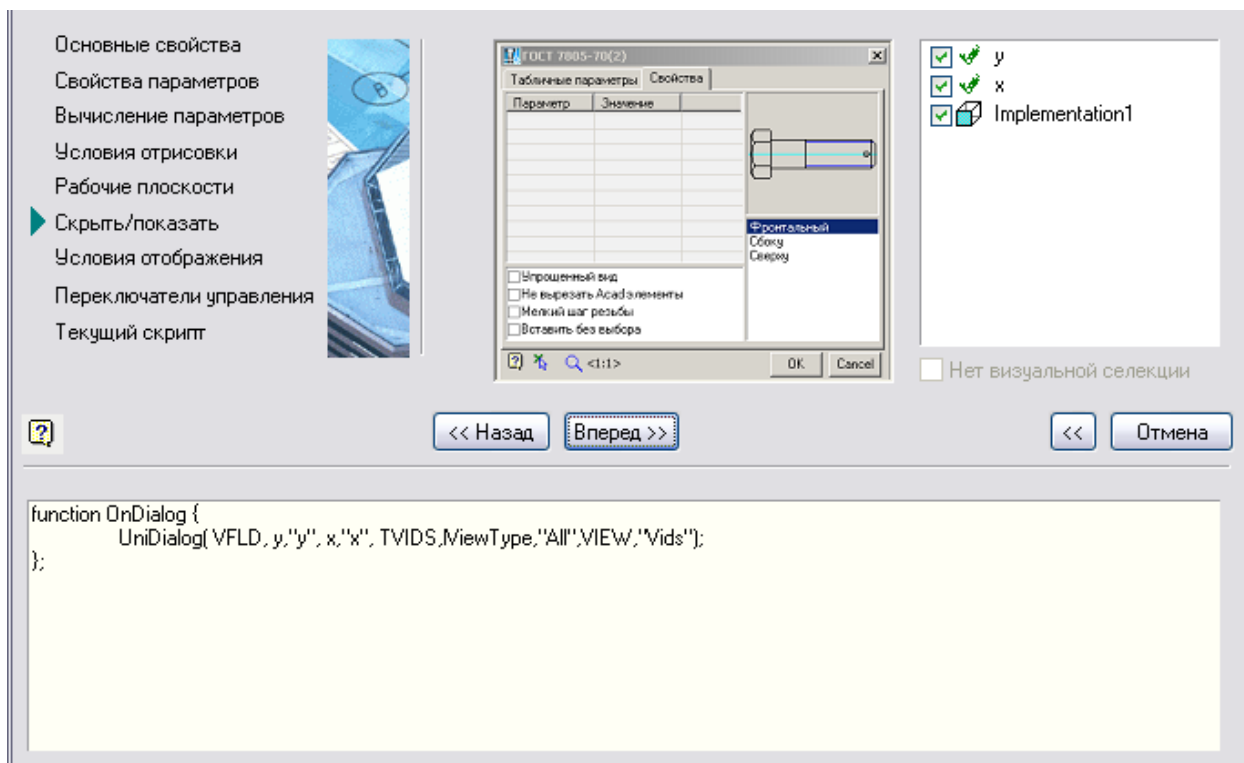 Основные свойства
Свойства параметров
Вычисление параметров
Условия отрисовки
Рабочие плоскости
Скрыть/показать
Условия отображения
Переключатели управления
Текущий скрипт
B
ГОСТ 7805-70(2)
Табличные параметры Свойства
Параметр Значение
Фронтальный
Сбоку
Сверху
Упрошенный вид
Не вырезать Acad элементы
Мелкий шаг резьбы
Вставить без выбора
<1:1>
OK Cancel
y
x
Implementation1
Нет визуальной селекции
<< Назад Вперед >> << Отмена
function OnDialog {
UniDialog( VFLD, y,"y", x,"x", TVIDS,IViewType,"All",VIEW,"Vids");
};